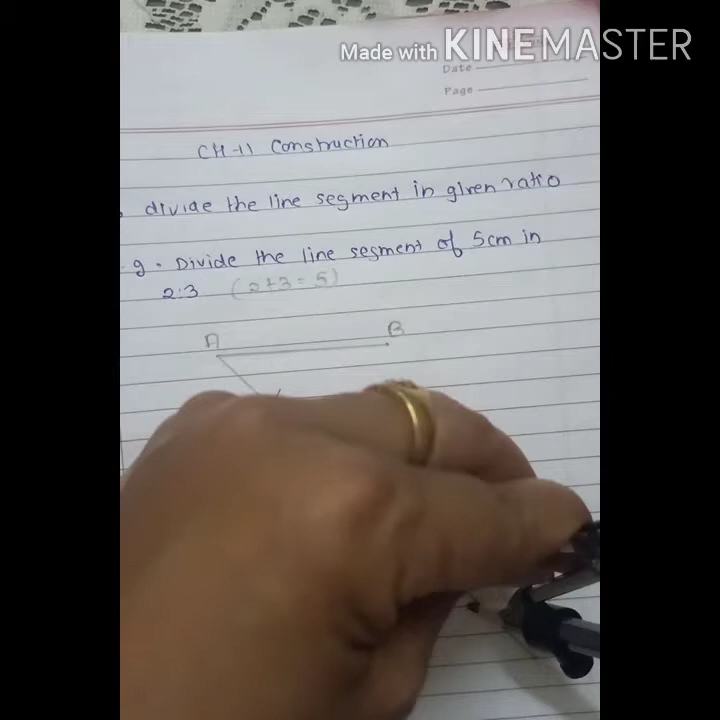 Made with KINEMASTER
Date
Page
CH-11 Construction
divide the line segment in given ratio
g. Divide the line segment of 5cm in
2:3 (2+3=5)
A B